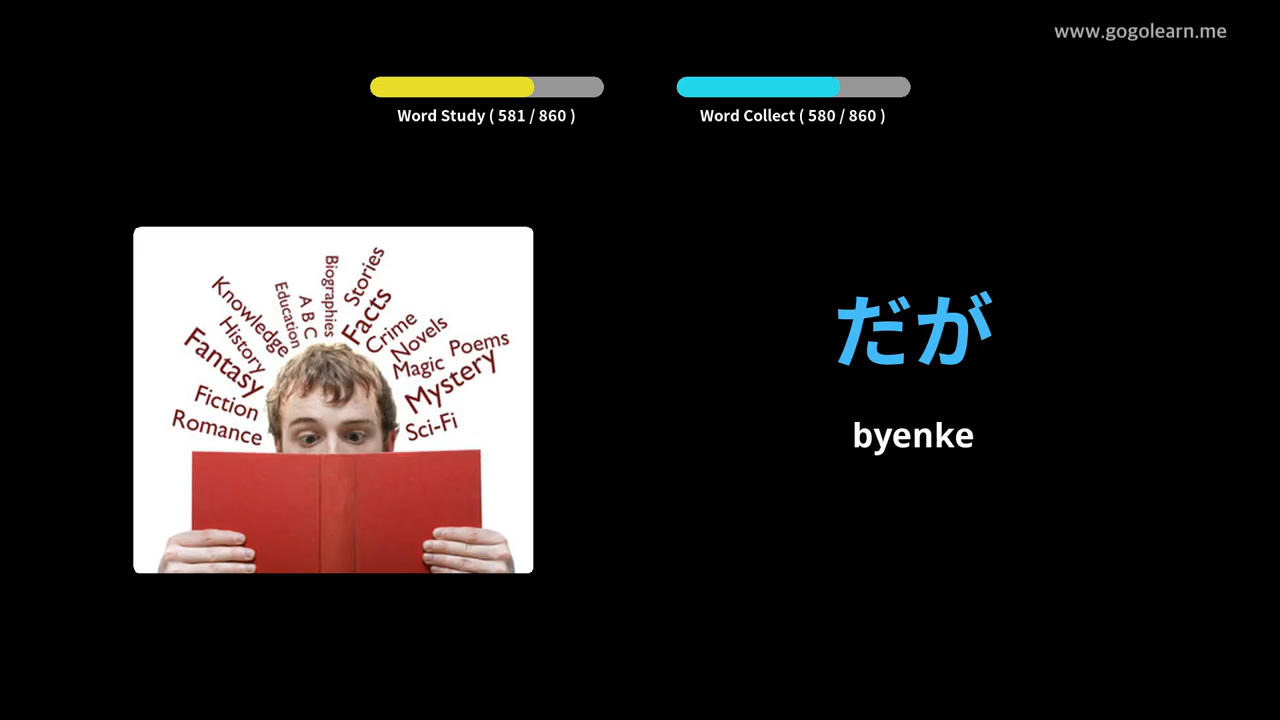 www.gogolearn.me
Word Study ( 581 / 860 )
Word Collect ( 580 / 860 )
Biographies
Stories
Education
A B C
Facts
Knowledge
Crime
History
Novels
Fantasy
Magic
Poems
Mystery
Fiction
Romance
Sci-Fi
だが
byenke